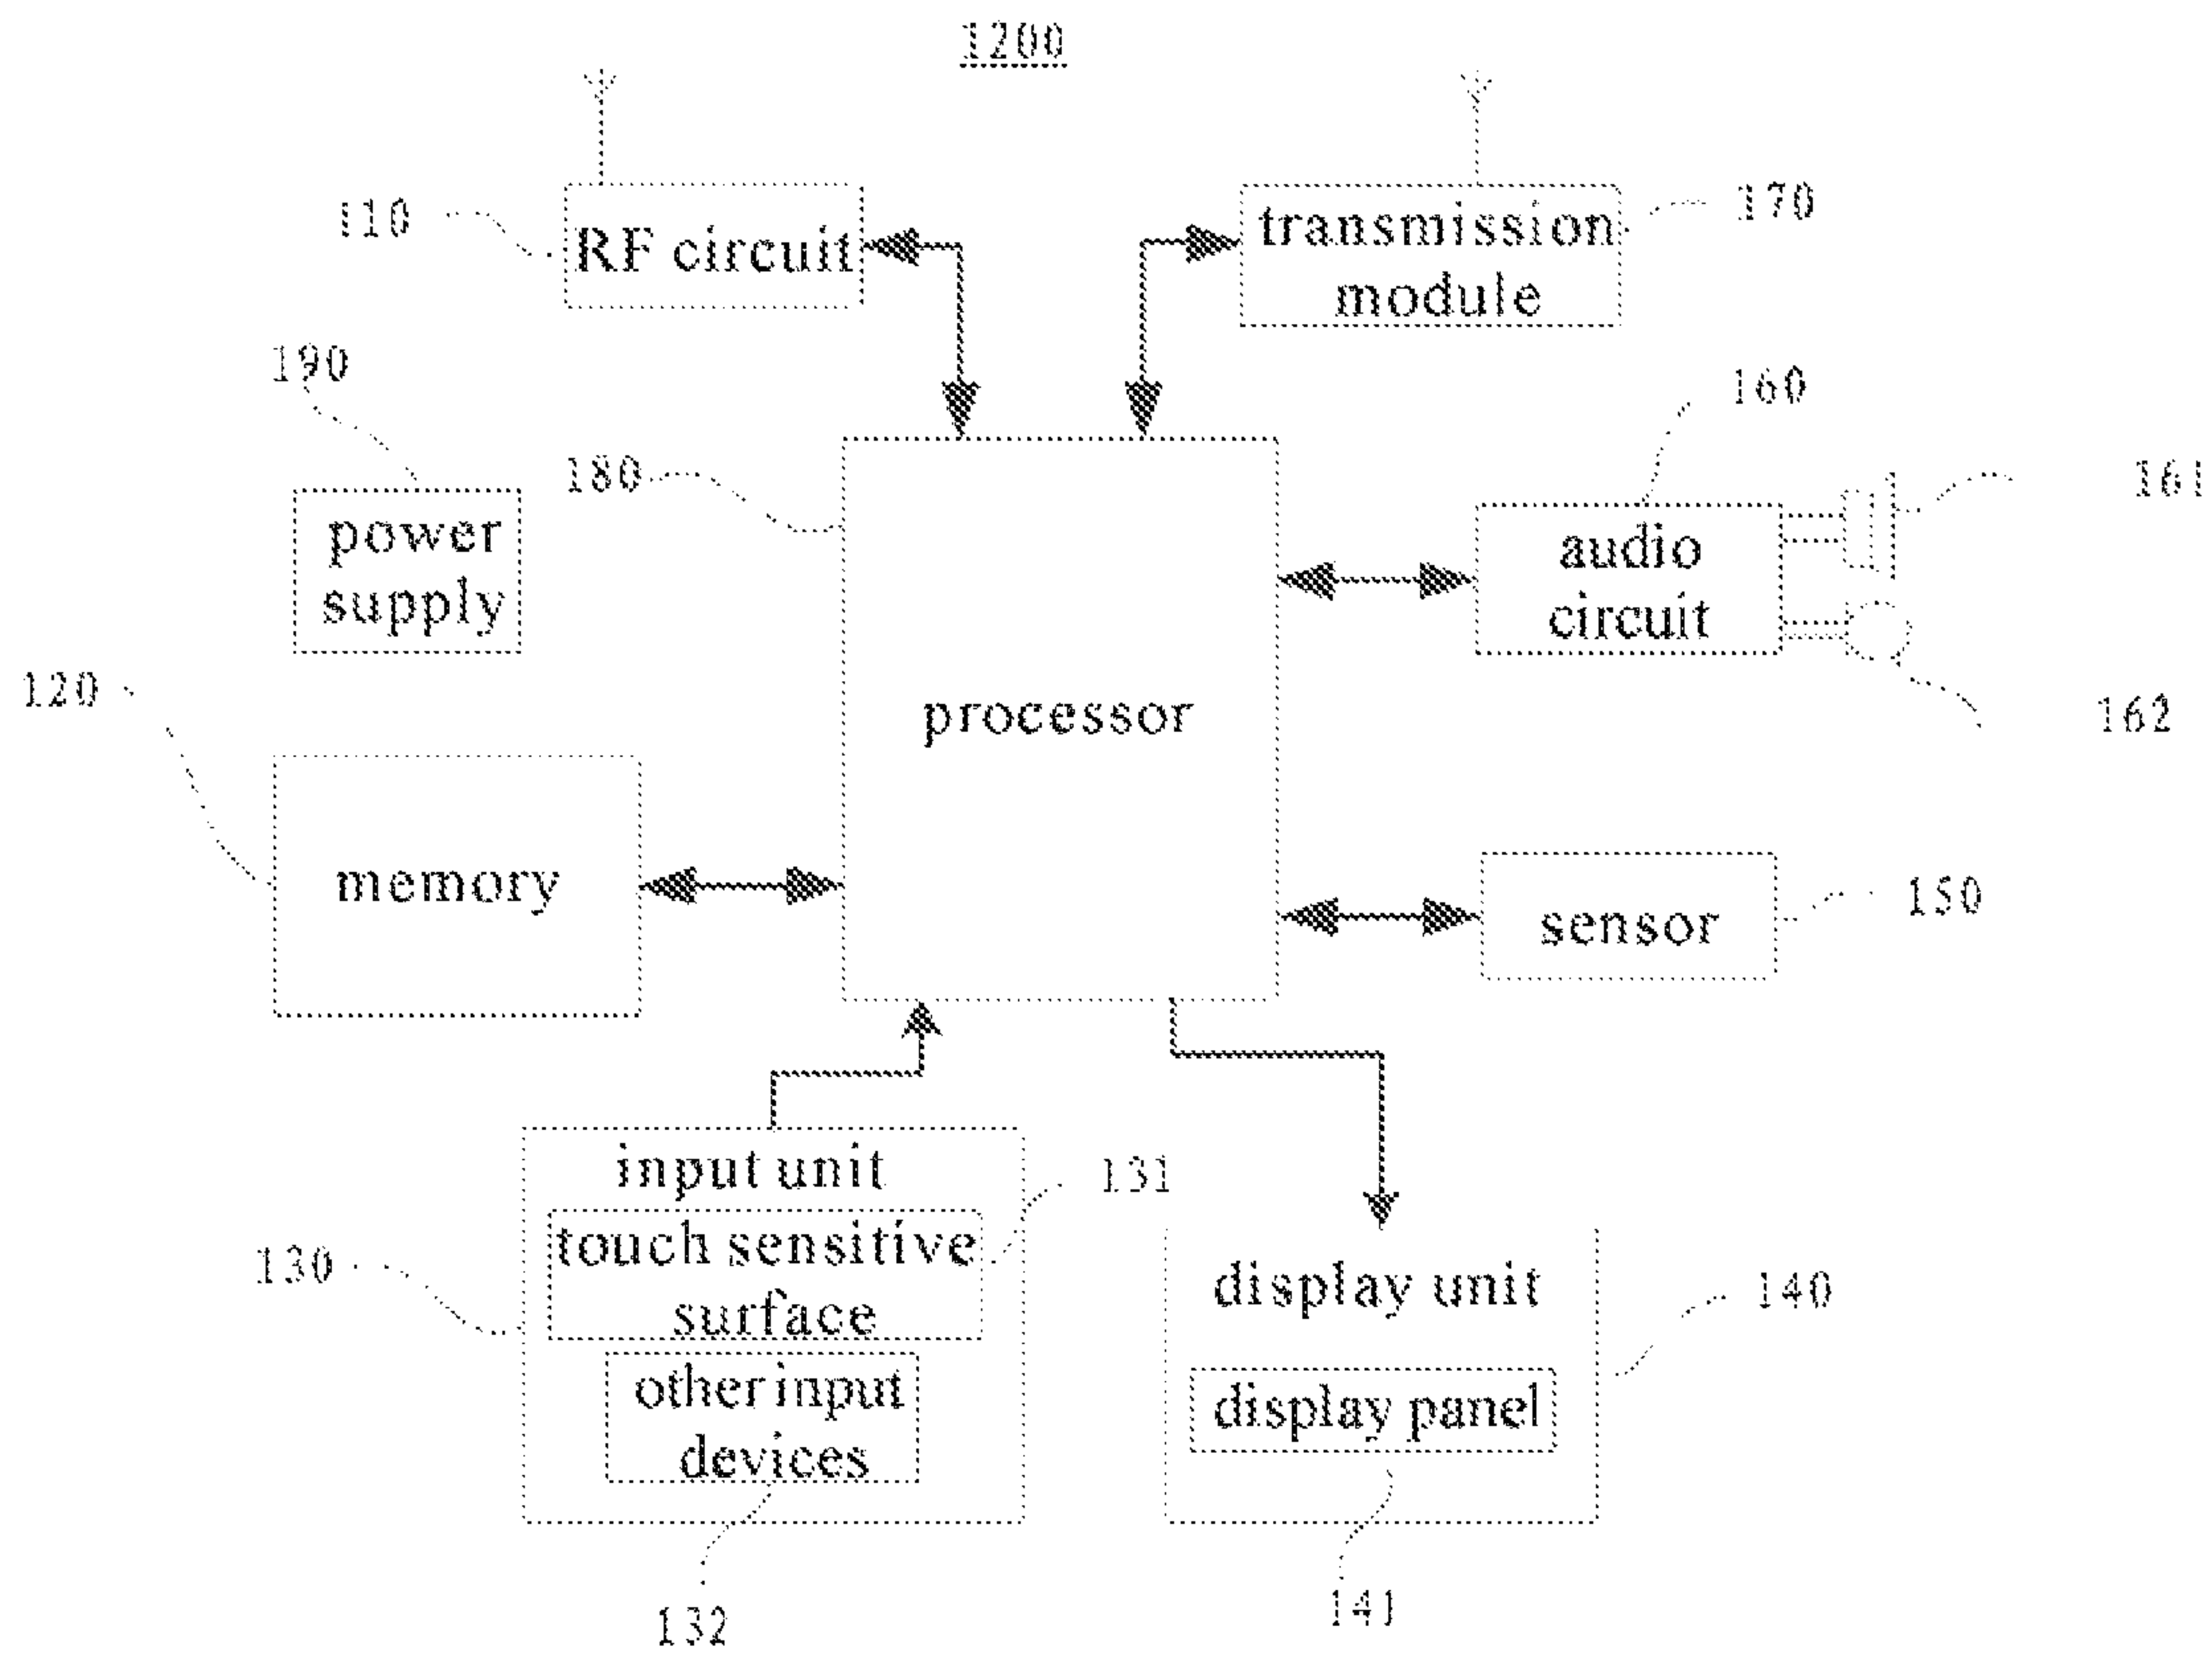 1200
110
RF circuit
transmission
module
170
190
160
180
161
power
supply
audio
circuit
120
162
processor
memory
sensor
150
input unit
131
touch sensitive
surface
130
display unit
140
other input
devices
display panel
132
141